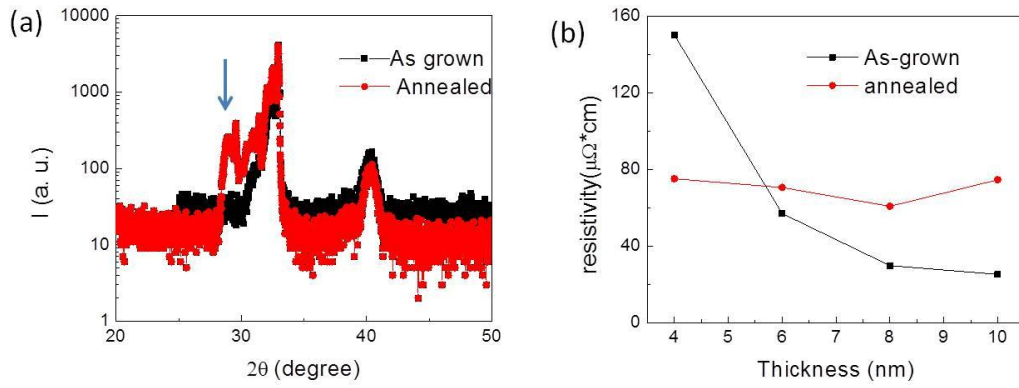 (a)
10000
1000
100
10
1
I (a. u.)
As grown
Annealed
20 30 40 50
2θ (degree)
(b)
160
120
80
40
0
resistivity(μΩ*cm)
As-grown
annealed
4 5 6 7 8 9 10
Thickness (nm)